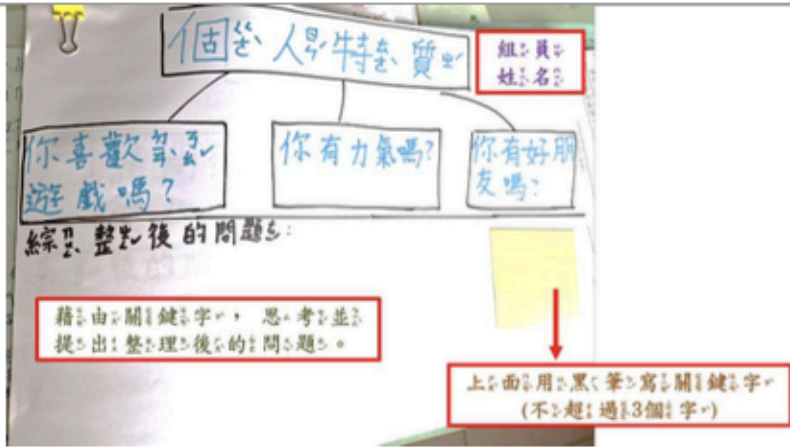 個人特質
組員
姓名
你喜歡
遊戲嗎?
你有力氣嗎?
你有好朋
友嗎?
綜整後的問題:
藉由關鍵字,思考並
提出整理後的問題。
上面用黑筆寫關鍵字
(不超過3個字)